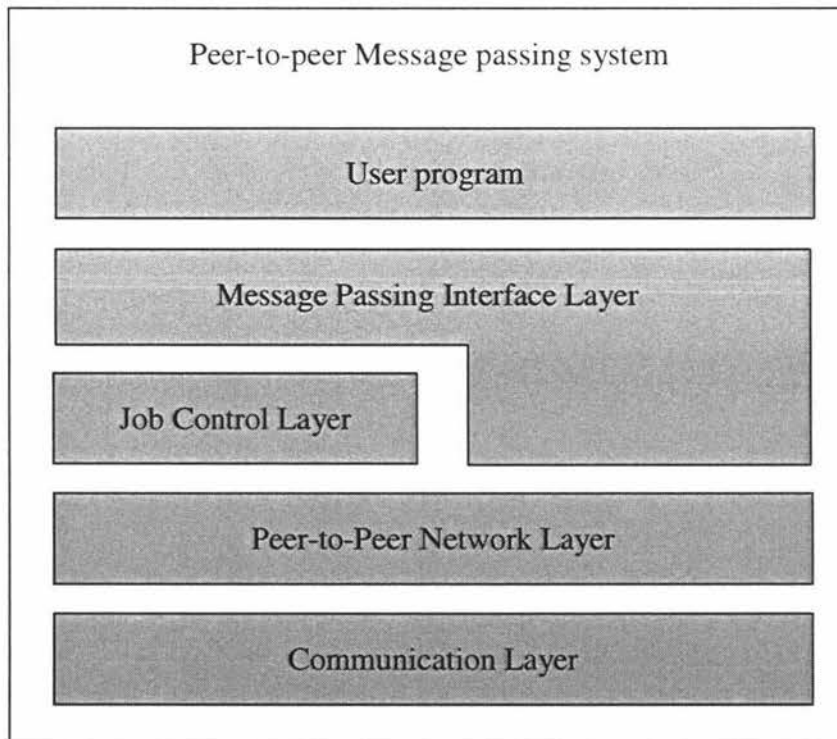 Peer-to-peer Message passing system
User program
Message Passing Interface Layer
Job Control Layer
Peer-to-Peer Network Layer
Communication Layer